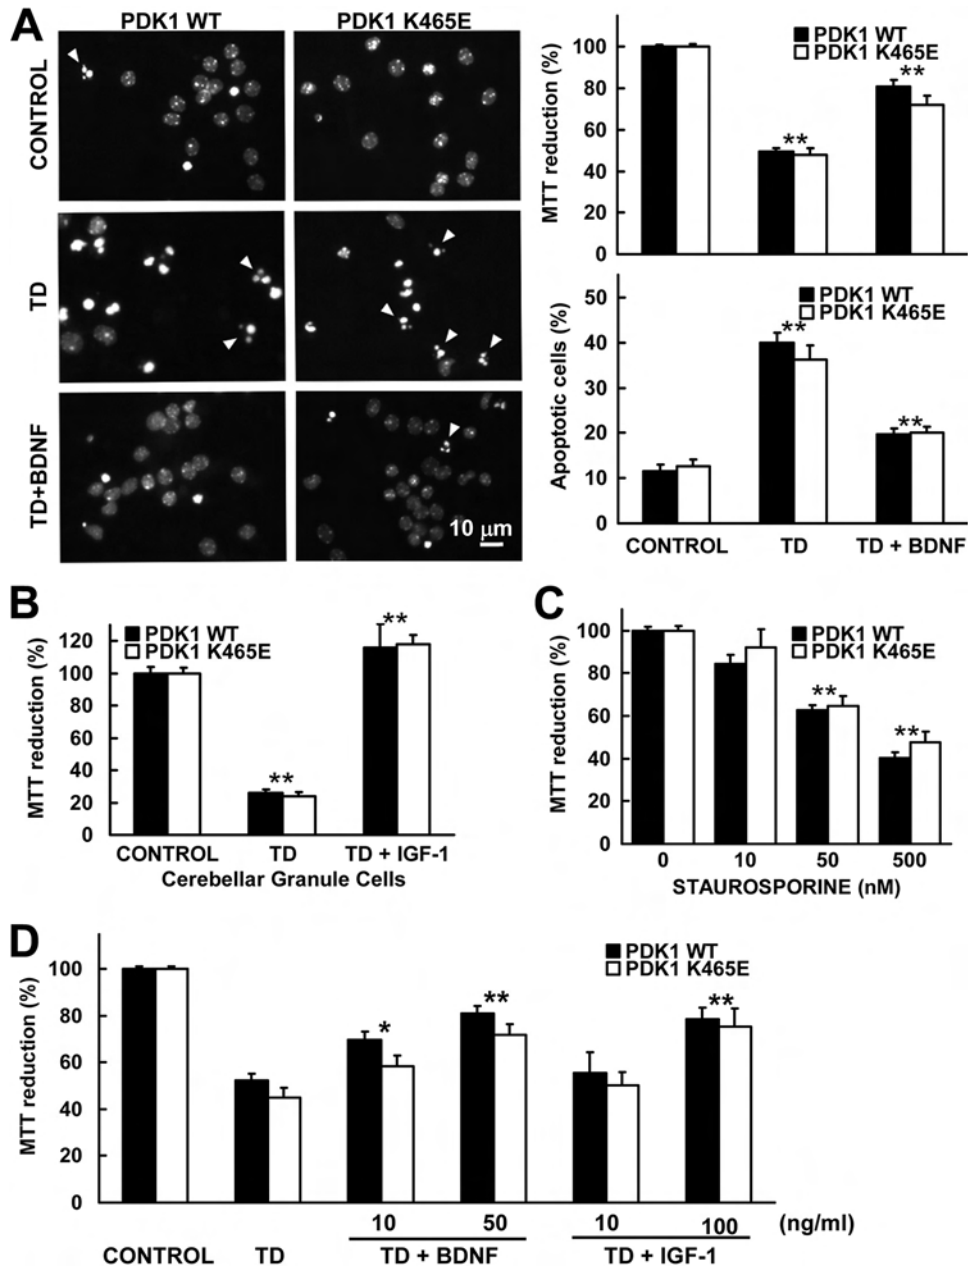 A
PDK1 WT
PDK1 K465E
CONTROL
TD
TD+BDNF
10 μm
MTT reduction (%)
100
80
60
40
20
0
PDK1 WT
PDK1 K465E
**
**
Apoptotic cells (%)
50
40
30
20
10
0
PDK1 WT
PDK1 K465E
**
**
CONTROL TD TD + BDNF
B
MTT reduction (%)
120
100
80
60
40
20
0
PDK1 WT
PDK1 K465E
**
**
CONTROL TD TD + IGF-1
Cerebellar Granule Cells
C
MTT reduction (%)
100
80
60
40
20
0
PDK1 WT
PDK1 K465E
**
**
0 10 50 500
STAUROSPORINE (nM)
D
MTT reduction (%)
100
80
60
40
20
0
PDK1 WT
PDK1 K465E
*
**
**
10 50 10 100 (ng/ml)
CONTROL TD TD + BDNF TD + IGF-1